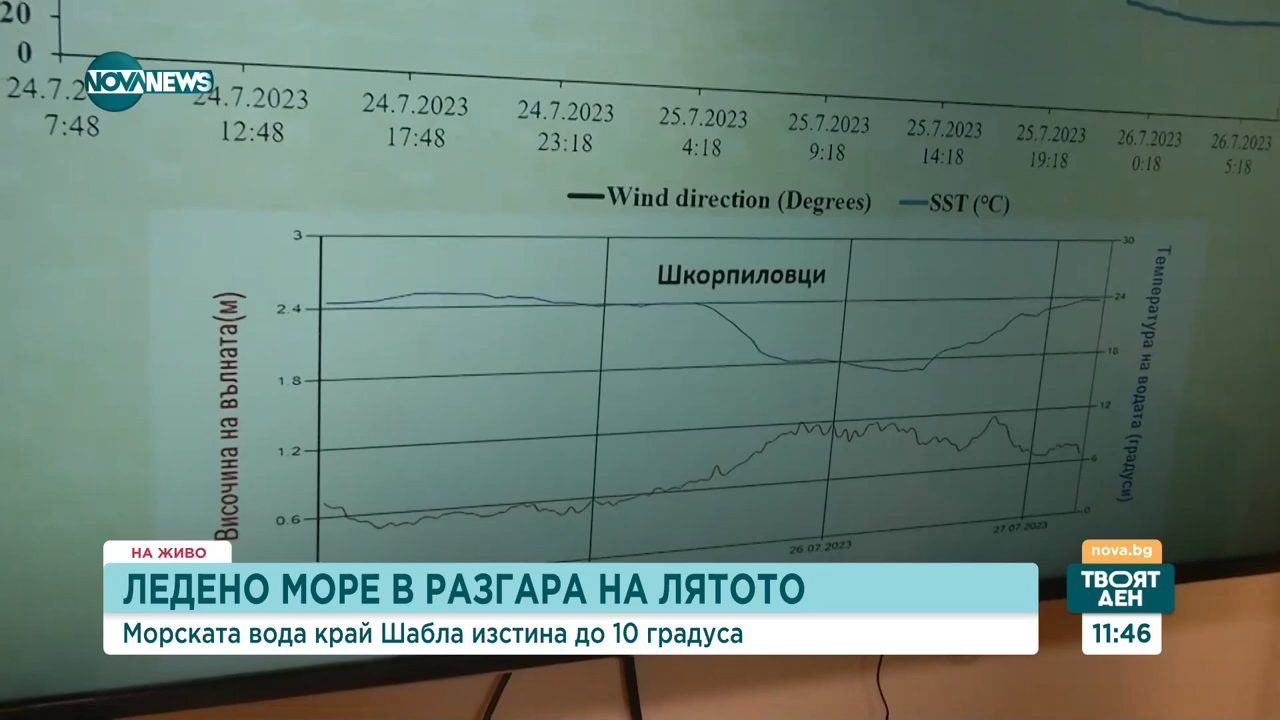 20
0
24.7.2
7:48
24.7.2023
12:48
24.7.2023
17:48
24.7.2023
23:18
25.7.2023
4:18
25.7.2023
9:18
25.7.2023
14:18
25.7.2023
19:18
26.7.2023
0:18
26.7.2023
5:18
NOVA NEWS
Wind direction (Degrees) SST (°C)
Шкорпиловци
Височина на вълната(м)
3
2.4
1.8
1.2
0.6
30
24
18
12
6
0
Температура на водата (градуси)
26 07 2023
27 07 2023
НА ЖИВО
ЛЕДЕНО МОРЕ В РАЗГАРА НА ЛЯТОТО
Морската вода край Шабла изстина до 10 градуса
nova.bg
ТВОЯТ
ДЕН
11:46